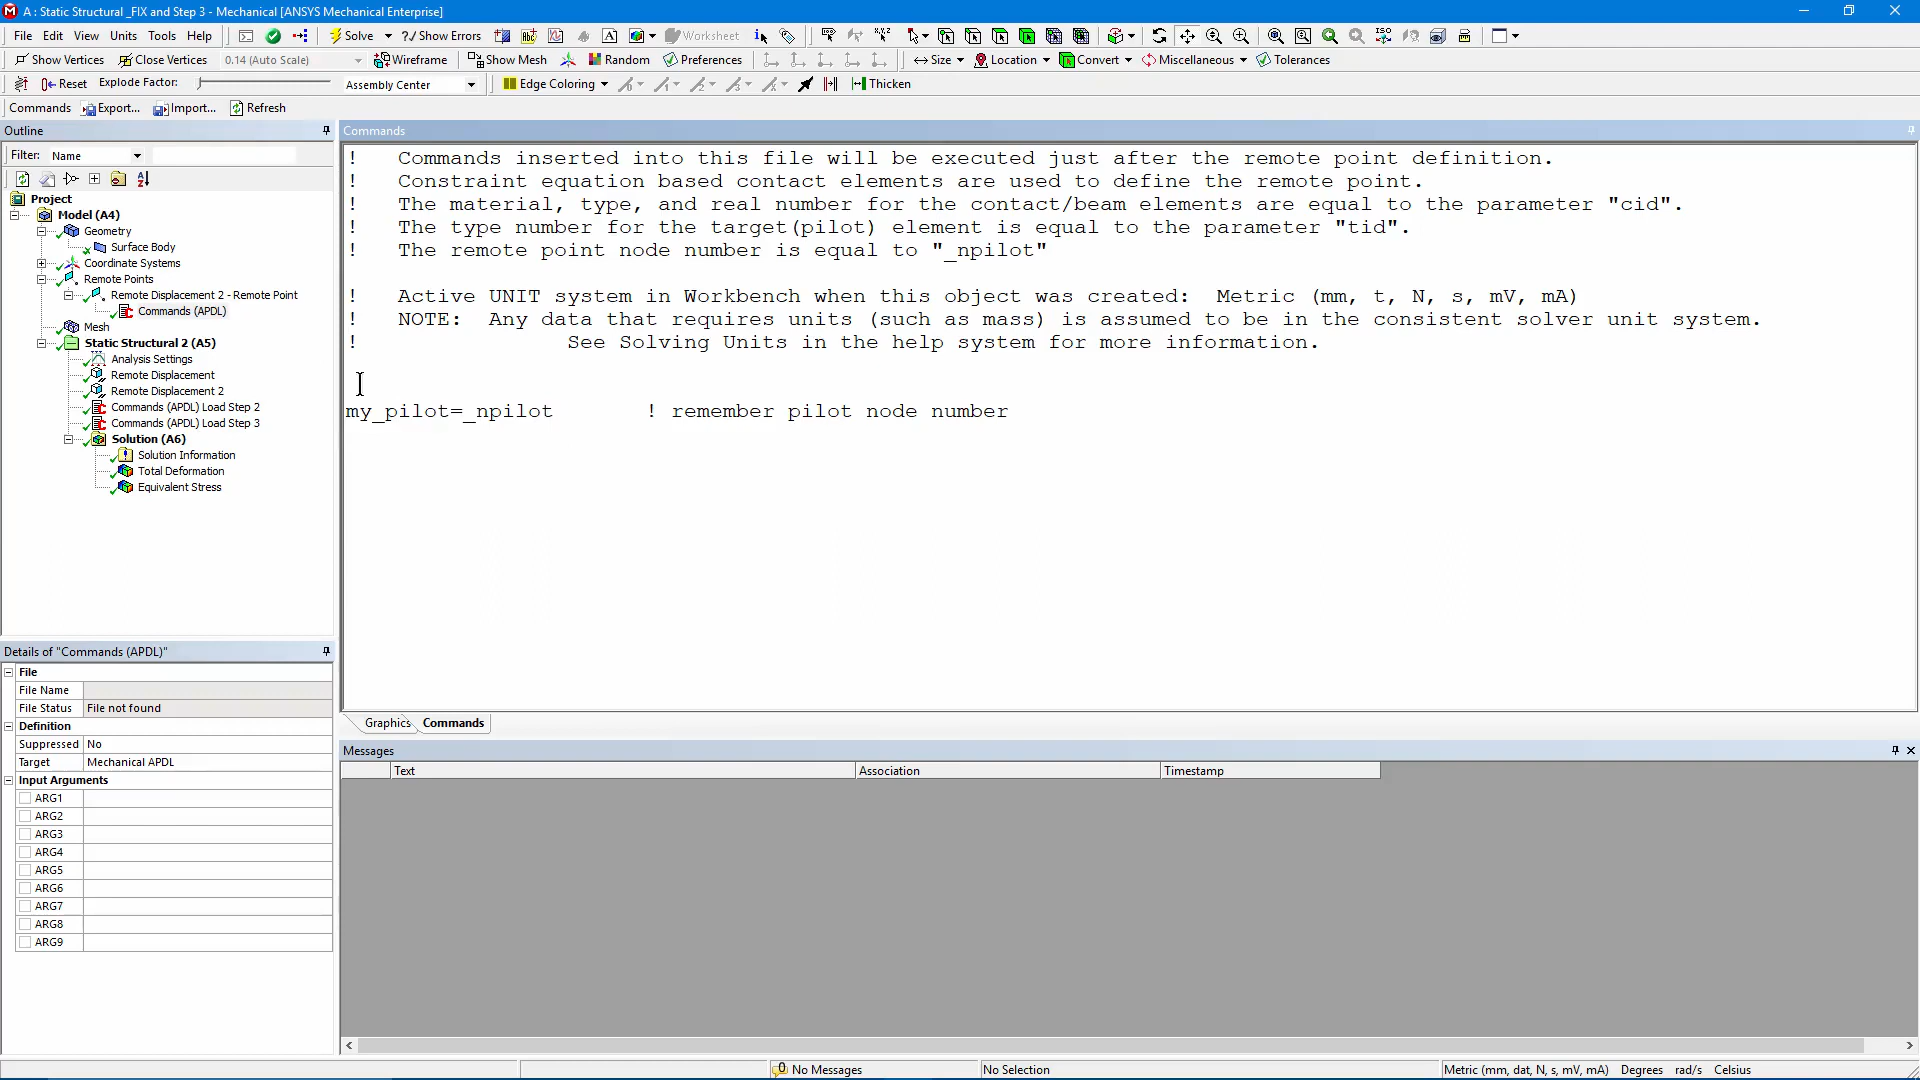 A : Static Structural _FIX and Step 3 - Mechanical [ANSYS Mechanical Enterprise]
File Edit View Units Tools Help Solve ?/ Show Errors Worksheet
Show Vertices Close Vertices 0.14 (Auto Scale) Wireframe Show Mesh Random Preferences Size Location Convert Miscellaneous Tolerances
Reset Explode Factor: Assembly Center Edge Coloring Thicken
Commands Export... Import... Refresh
Outline
Filter: Name
Project
Model (A4)
Geometry
Surface Body
Coordinate Systems
Remote Points
Remote Displacement 2 - Remote Point
Commands (APDL)
Mesh
Static Structural 2 (A5)
Analysis Settings
Remote Displacement
Remote Displacement 2
Commands (APDL) Load Step 2
Commands (APDL) Load Step 3
Solution (A6)
Solution Information
Total Deformation
Equivalent Stress
Details of "Commands (APDL)"
File
File Name
File Status File not found
Definition
Suppressed No
Target Mechanical APDL
Input Arguments
ARG1
ARG2
ARG3
ARG4
ARG5
ARG6
ARG7
ARG8
ARG9
Commands
! Commands inserted into this file will be executed just after the remote point definition.
! Constraint equation based contact elements are used to define the remote point.
! The material, type, and real number for the contact/beam elements are equal to the parameter "cid".
! The type number for the target(pilot) element is equal to the parameter "tid".
! The remote point node number is equal to "_npilot"
! Active UNIT system in Workbench when this object was created: Metric (mm, t, N, s, mV, mA)
! NOTE: Any data that requires units (such as mass) is assumed to be in the consistent solver unit system.
! See Solving Units in the help system for more information.
my_pilot=_npilot ! remember pilot node number
Graphics Commands
Messages
Text Association Timestamp
0 No Messages No Selection Metric (mm, dat, N, s, mV, mA) Degrees rad/s Celsius